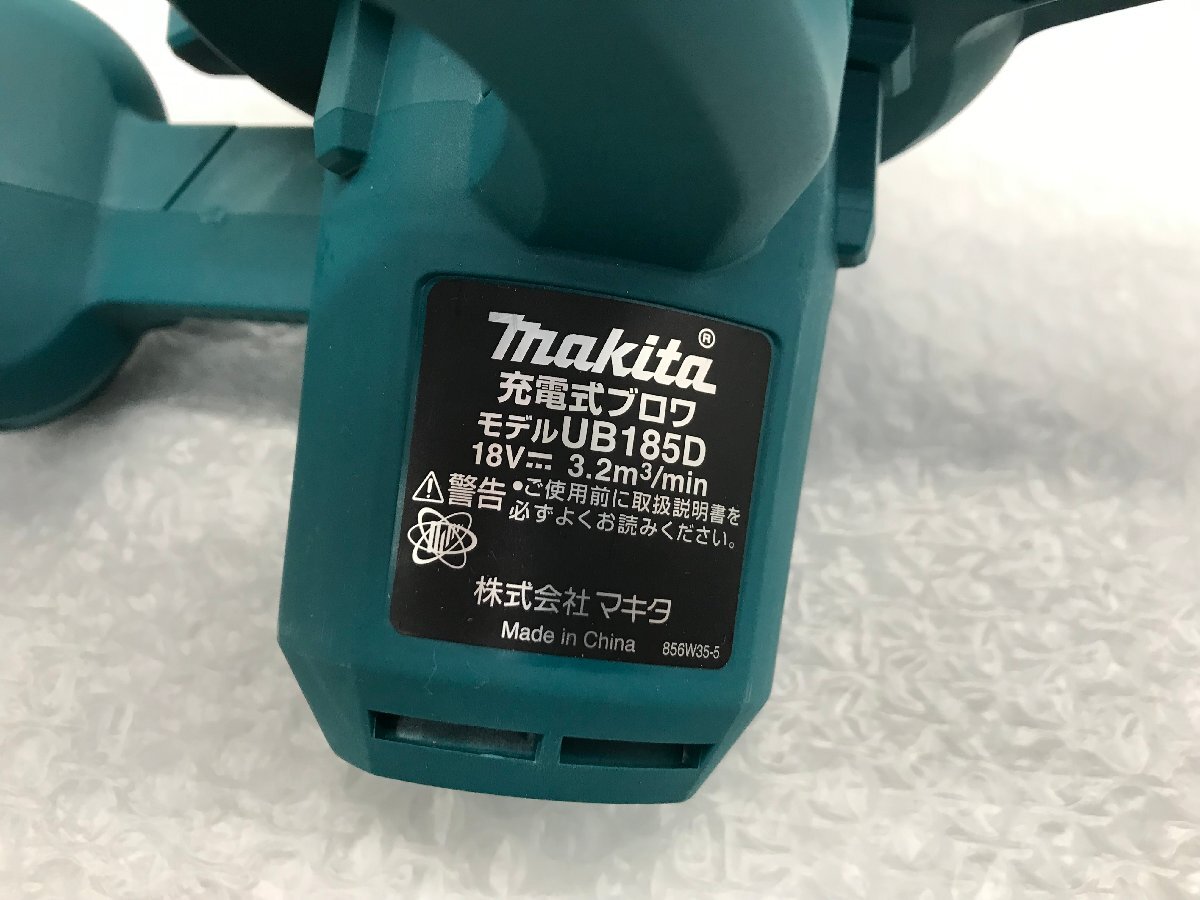 makita®
充電式ブロワ
モデルUB185D
18V⎓ 3.2m³/min
⚠警告 •ご使用前に取扱説明書を
必ずよくお読みください。
株式会社マキタ
Made in China 856W35-5